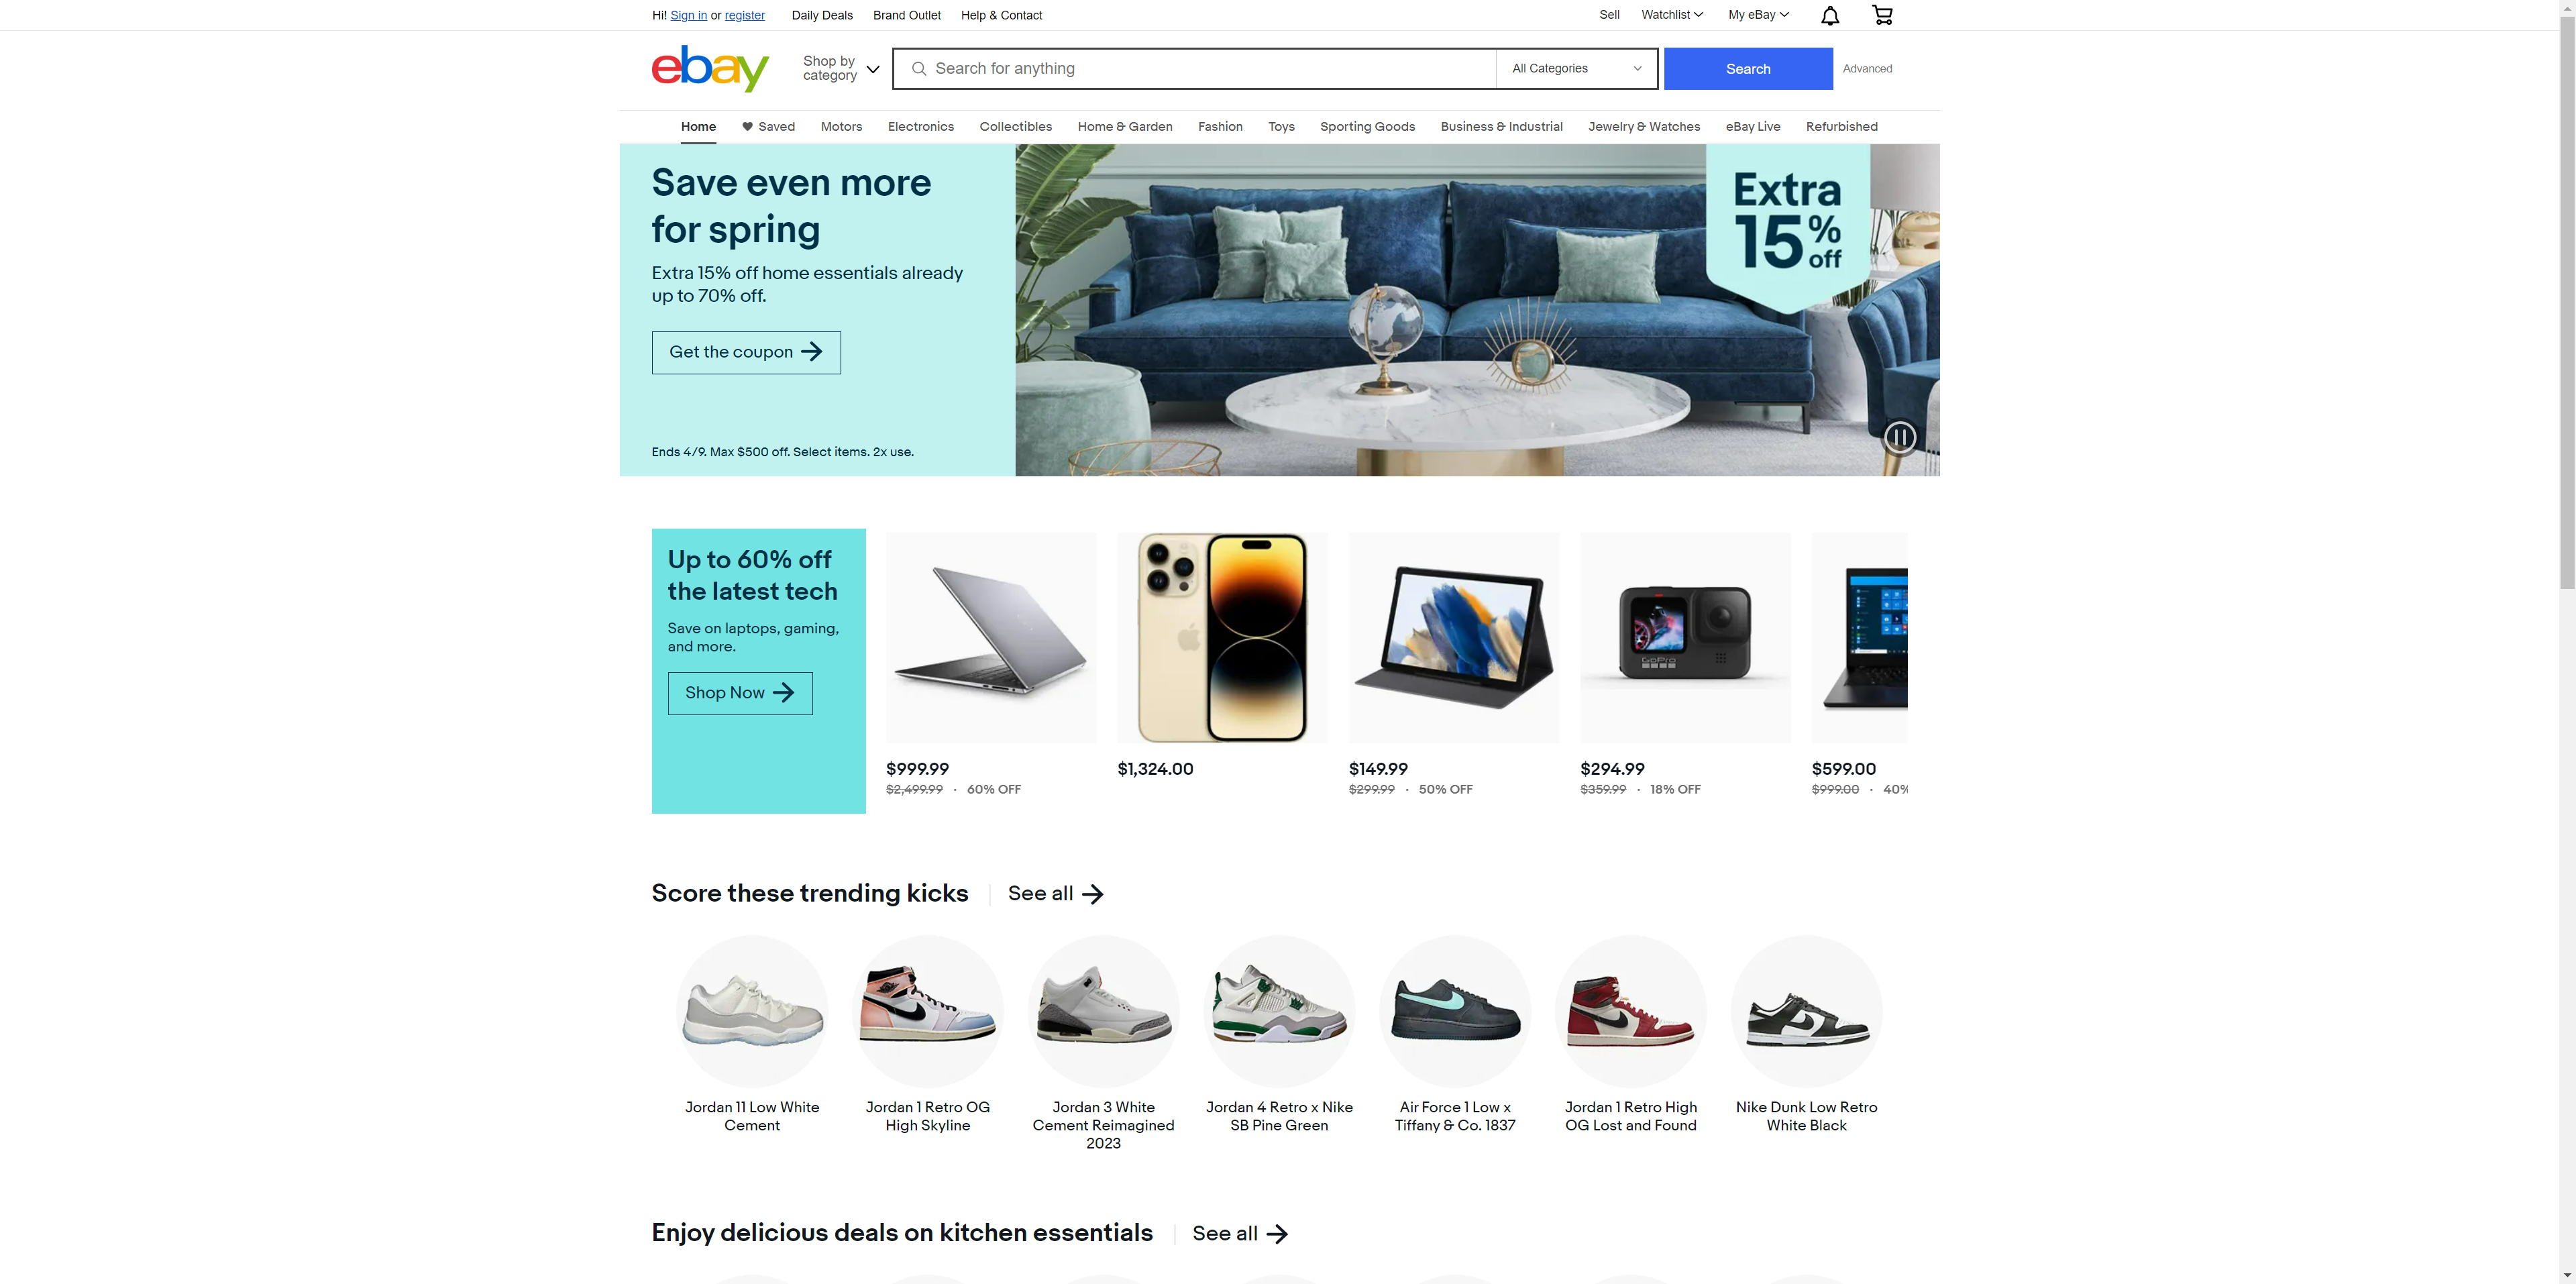 Hi! Sign in or register
Daily Deals
Brand Outlet
Help & Contact
Sell
Watchlist
My eBay
ebay
Shop by
category
Search for anything
All Categories
Search
Advanced
Home
Saved
Motors
Electronics
Collectibles
Home & Garden
Fashion
Toys
Sporting Goods
Business & Industrial
Jewelry & Watches
eBay Live
Refurbished
Save even more
for spring
Extra 15% off home essentials already
up to 70% off.
Get the coupon
Ends 4/9. Max $500 off. Select items. 2x use.
Extra
15% off
Up to 60% off
the latest tech
Save on laptops, gaming,
and more.
Shop Now
GoPro
$999.99
$2,499.99 · 60% OFF
$1,324.00
$149.99
$299.99 · 50% OFF
$294.99
$359.99 · 18% OFF
$599.00
$999.00 · 40%
Score these trending kicks
See all
Jordan 11 Low White
Cement
Jordan 1 Retro OG
High Skyline
Jordan 3 White
Cement Reimagined
2023
Jordan 4 Retro x Nike
SB Pine Green
Air Force 1 Low x
Tiffany & Co. 1837
Jordan 1 Retro High
OG Lost and Found
Nike Dunk Low Retro
White Black
Enjoy delicious deals on kitchen essentials
See all